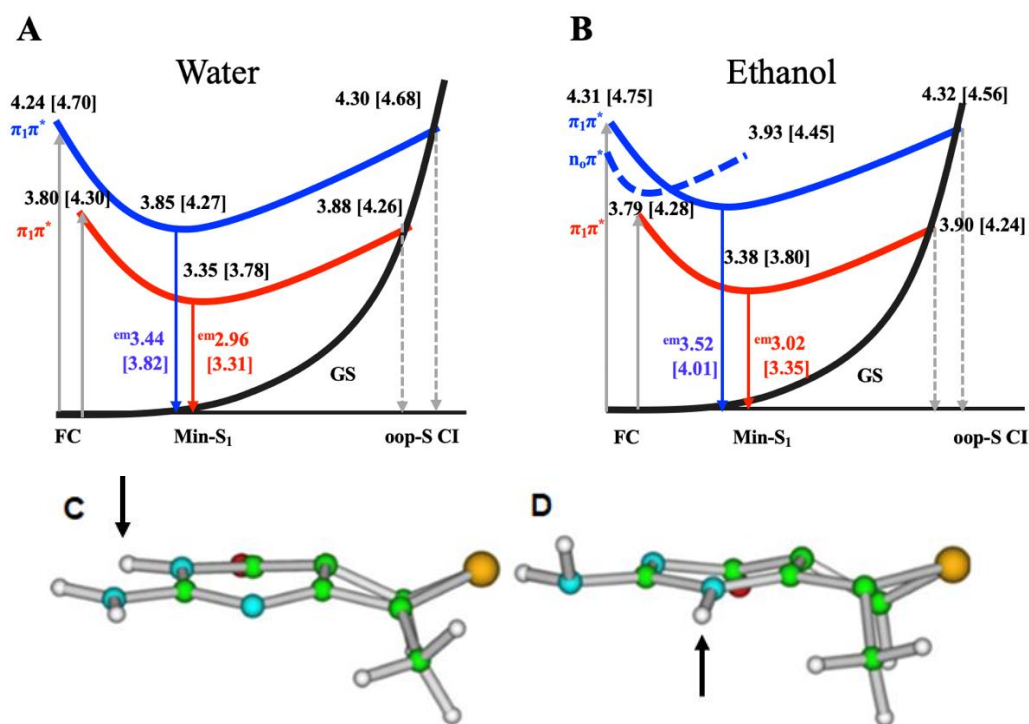 A
Water
4.24 [4.70]
π₁π*
3.80 [4.30]
π₁π*
3.85 [4.27]
4.30 [4.68]
3.88 [4.26]
3.35 [3.78]
em3.44
[3.82]
em2.96
[3.31]
GS
FC
Min-S₁
oop-S CI
B
Ethanol
4.31 [4.75]
π₁π*
nₒπ*
3.79 [4.28]
π₁π*
3.93 [4.45]
4.32 [4.56]
3.90 [4.24]
3.38 [3.80]
em3.52
[4.01]
em3.02
[3.35]
GS
FC
Min-S₁
oop-S CI
C
D